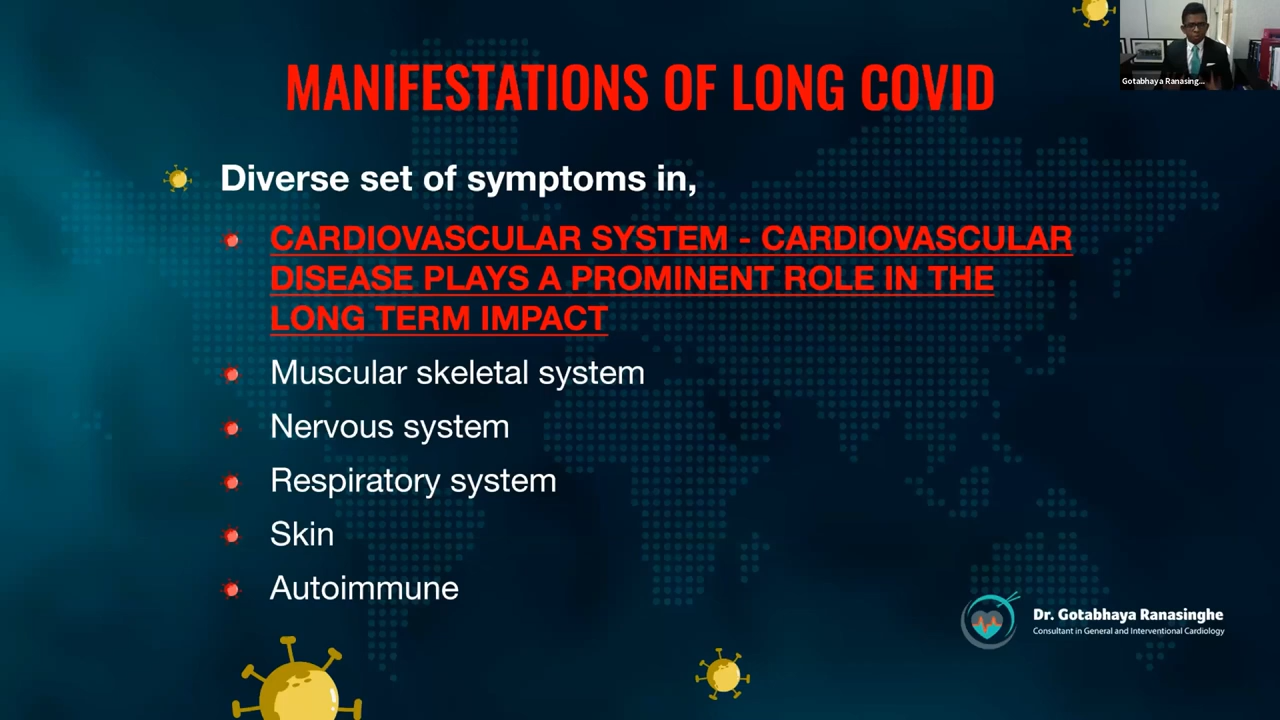 MANIFESTATIONS OF LONG COVID
Gotabhaya Ranasing...
Diverse set of symptoms in,
CARDIOVASCULAR SYSTEM - CARDIOVASCULAR
DISEASE PLAYS A PROMINENT ROLE IN THE
LONG TERM IMPACT
Muscular skeletal system
Nervous system
Respiratory system
Skin
Autoimmune
Dr. Gotabhaya Ranasinghe
Consultant in General and Interventional Cardiology